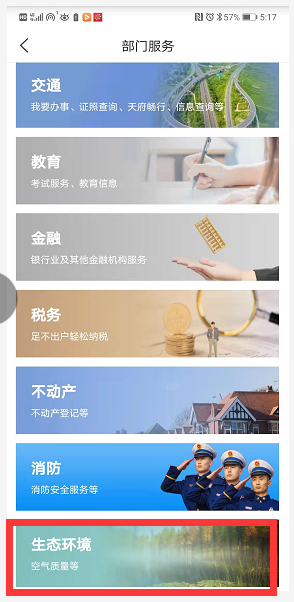 57% 5:17
部门服务
交通
我要办事、证照查询、天府畅行、信息查询等
教育
考试服务、教育信息
金融
银行业及其他金融机构服务
税务
足不出户轻松纳税
不动产
不动产登记等
消防
消防安全服务等
生态环境
空气质量等